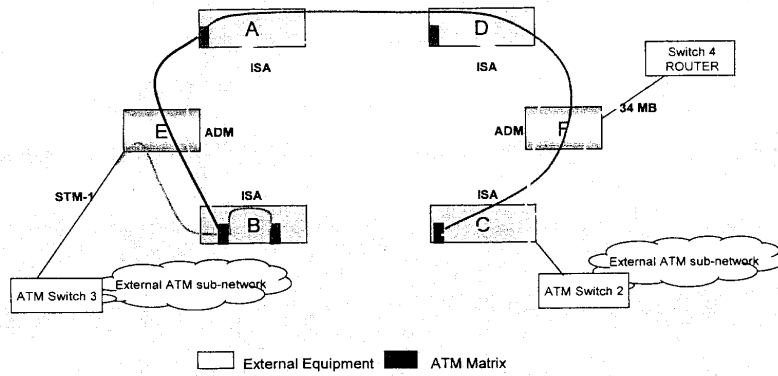 A
D
ISA
ISA
Switch 4
ROUTER
34 MB
E
ADM
ADM
F
STM-1
ISA
ISA
B
C
External ATM sub-network
External ATM sub-network
ATM Switch 3
ATM Switch 2
External Equipment
ATM Matrix